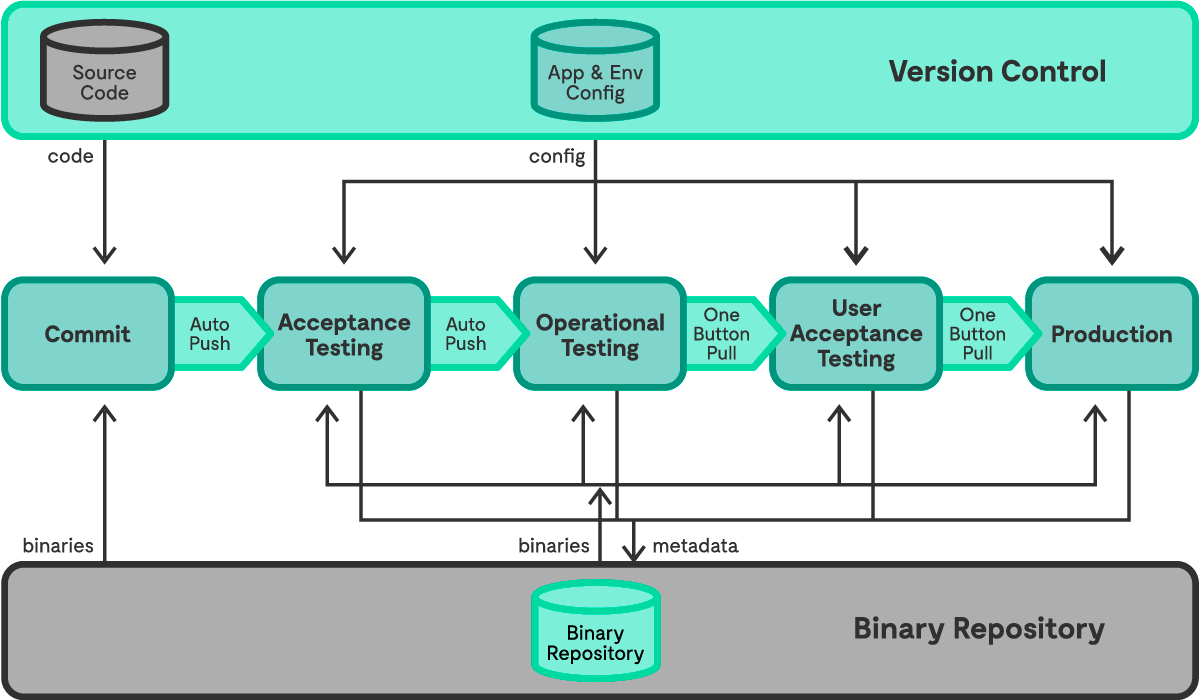 Source
Code
App & Env
Config
Version Control
code
config
Commit
Auto
Push
Acceptance
Testing
Auto
Push
Operational
Testing
One
Button
Pull
User
Acceptance
Testing
One
Button
Pull
Production
binaries
binaries
metadata
Binary
Repository
Binary Repository